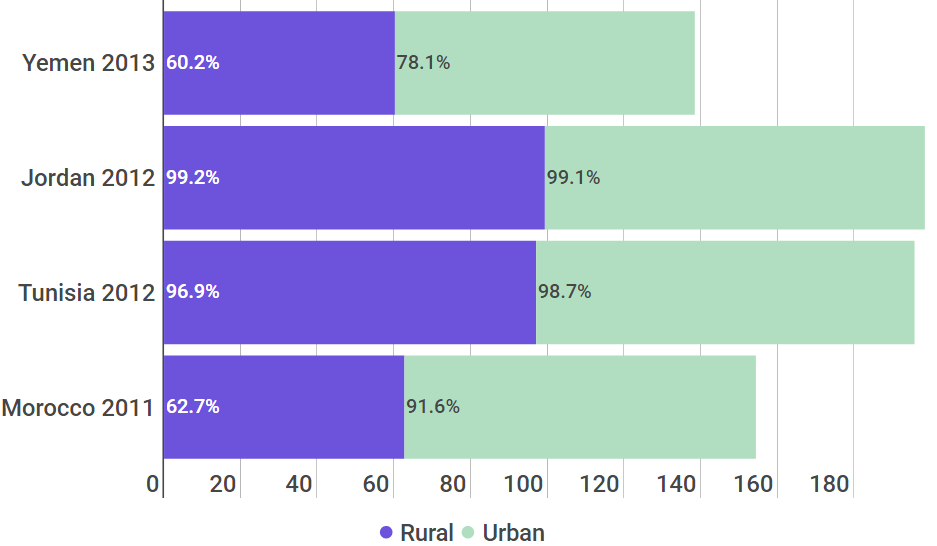 Yemen 2013 60.2% 78.1%
Jordan 2012 99.2% 99.1%
Tunisia 2012 96.9% 98.7%
Morocco 2011 62.7% 91.6%
0 20 40 60 80 100 120 140 160 180
Rural Urban